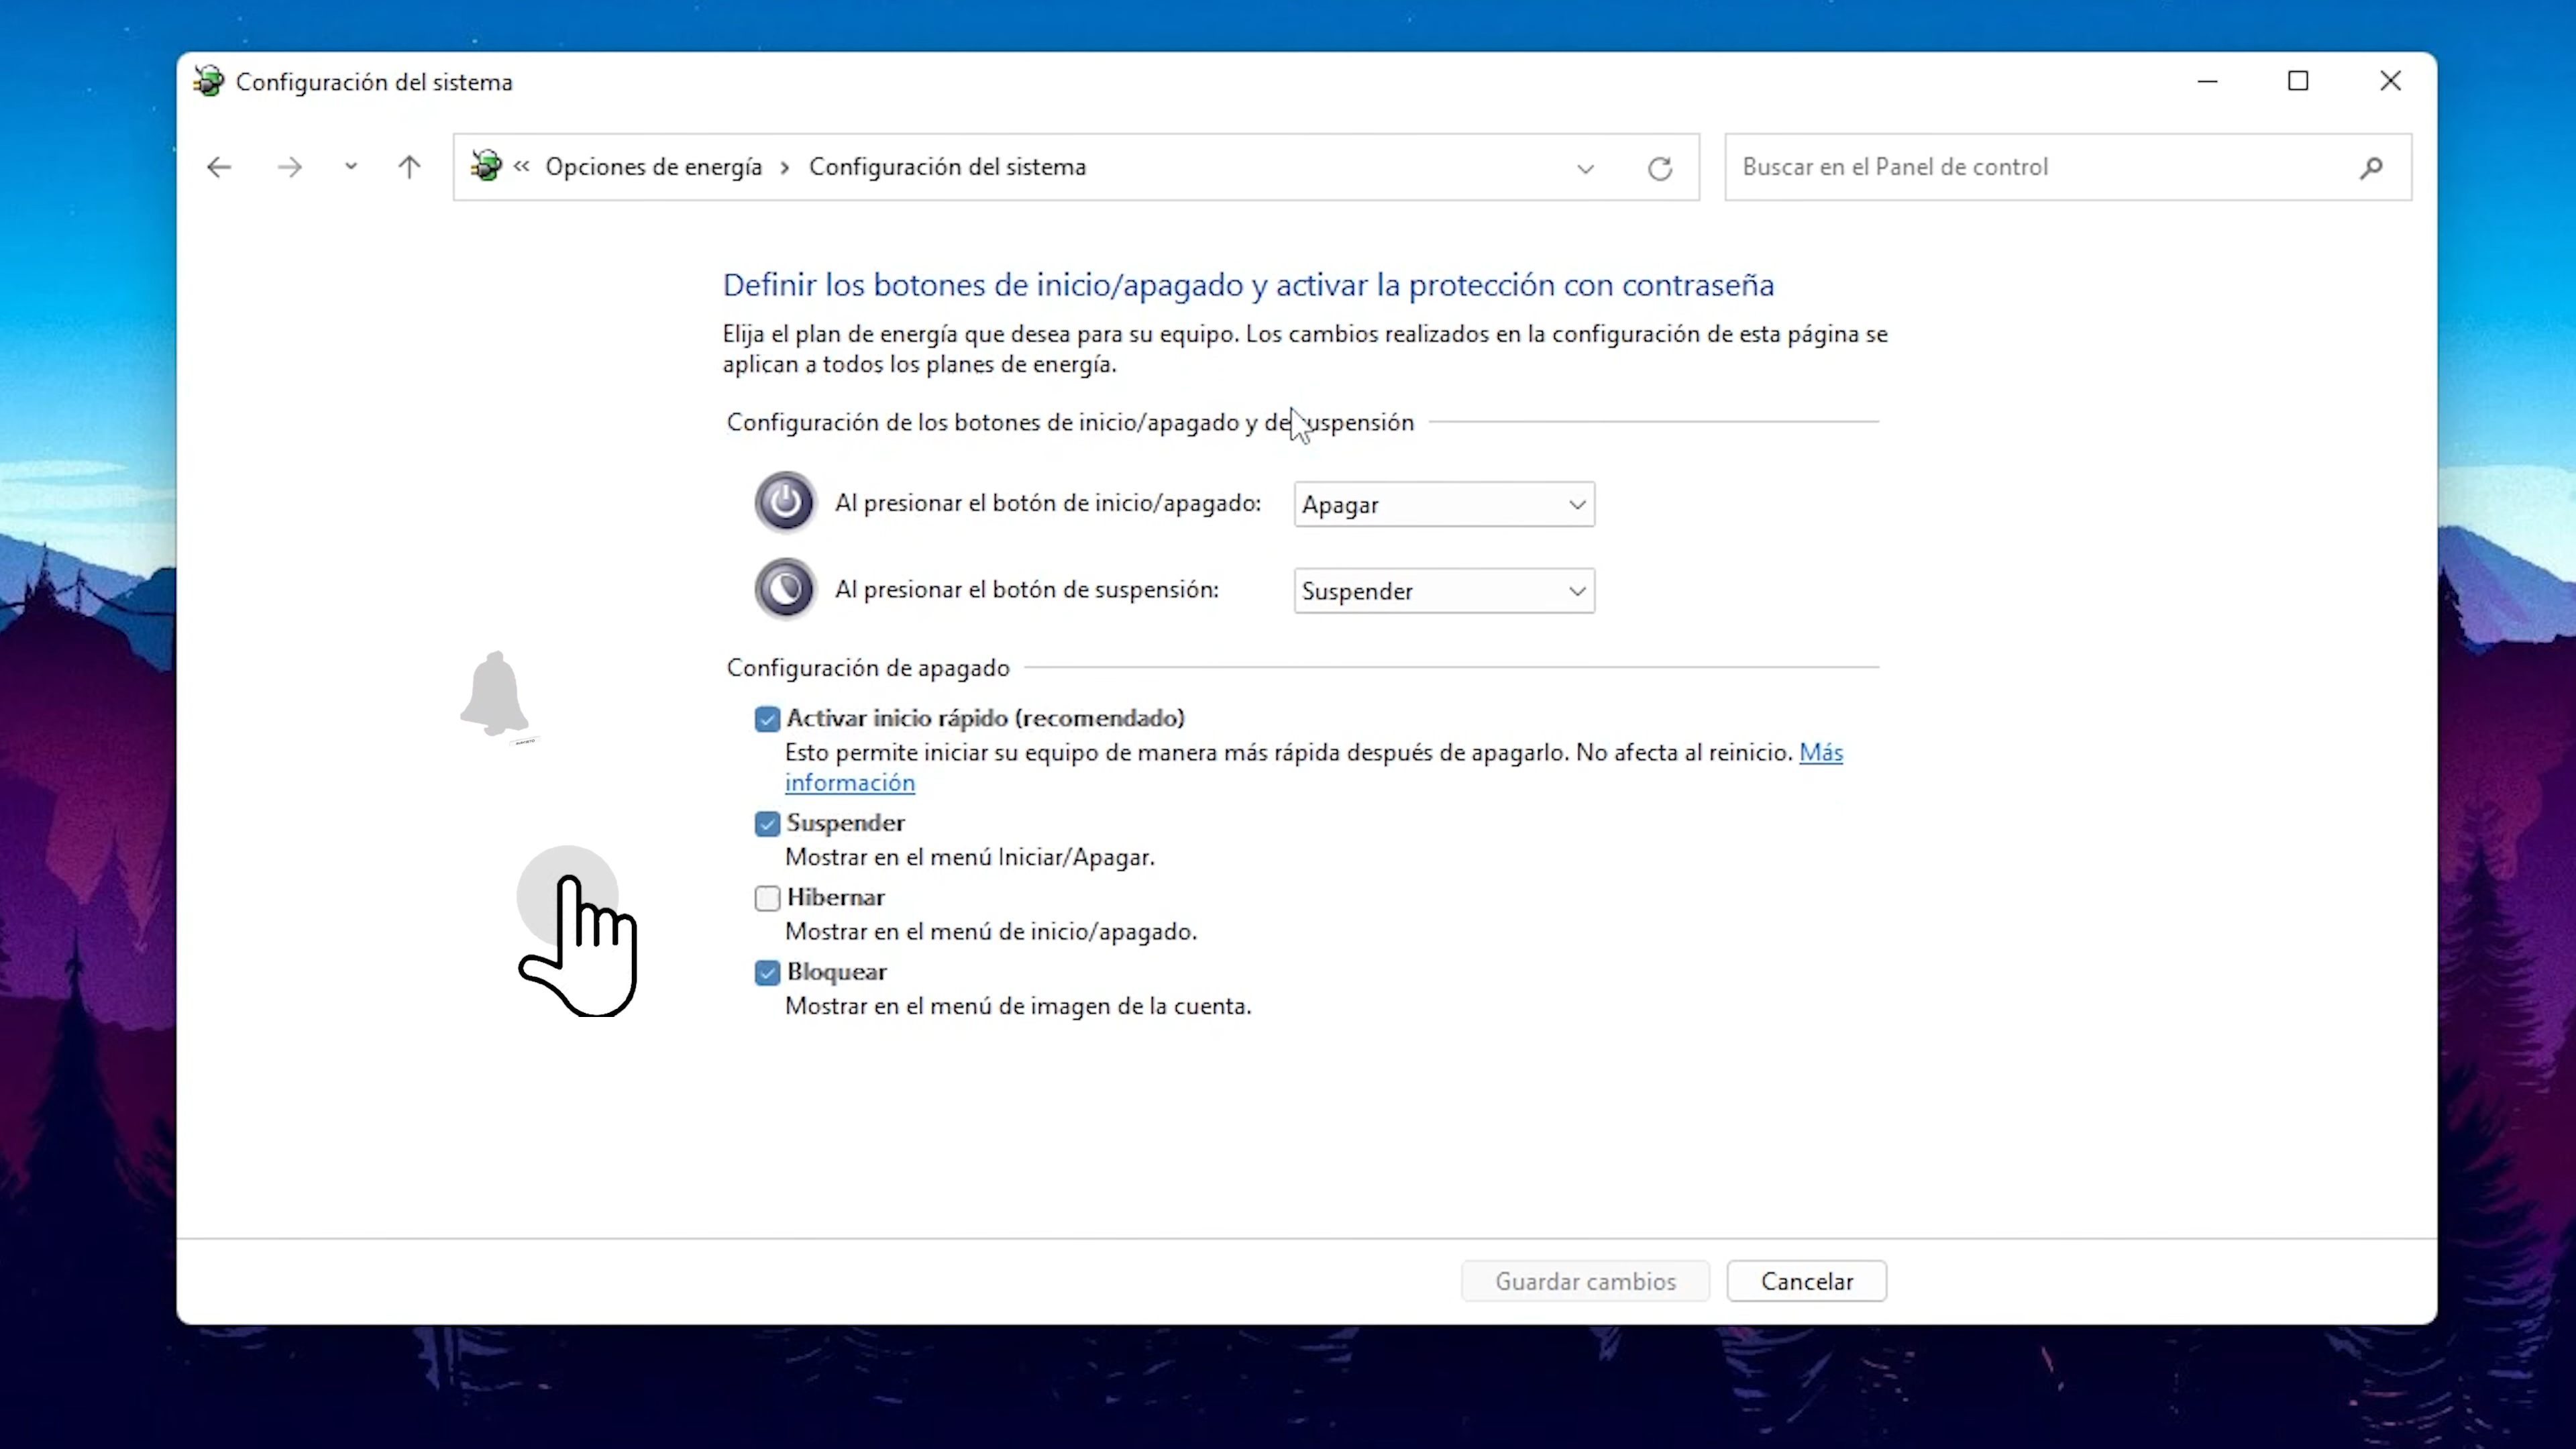 Configuración del sistema
« Opciones de energía › Configuración del sistema
Buscar en el Panel de control
Definir los botones de inicio/apagado y activar la protección con contraseña
Elija el plan de energía que desea para su equipo. Los cambios realizados en la configuración de esta página se
aplican a todos los planes de energía.
Configuración de los botones de inicio/apagado y de suspensión
Al presionar el botón de inicio/apagado:
Apagar
Al presionar el botón de suspensión:
Suspender
Configuración de apagado
Activar inicio rápido (recomendado)
Esto permite iniciar su equipo de manera más rápida después de apagarlo. No afecta al reinicio. Más
información
Suspender
Mostrar en el menú Iniciar/Apagar.
Hibernar
Mostrar en el menú de inicio/apagado.
Bloquear
Mostrar en el menú de imagen de la cuenta.
Guardar cambios
Cancelar